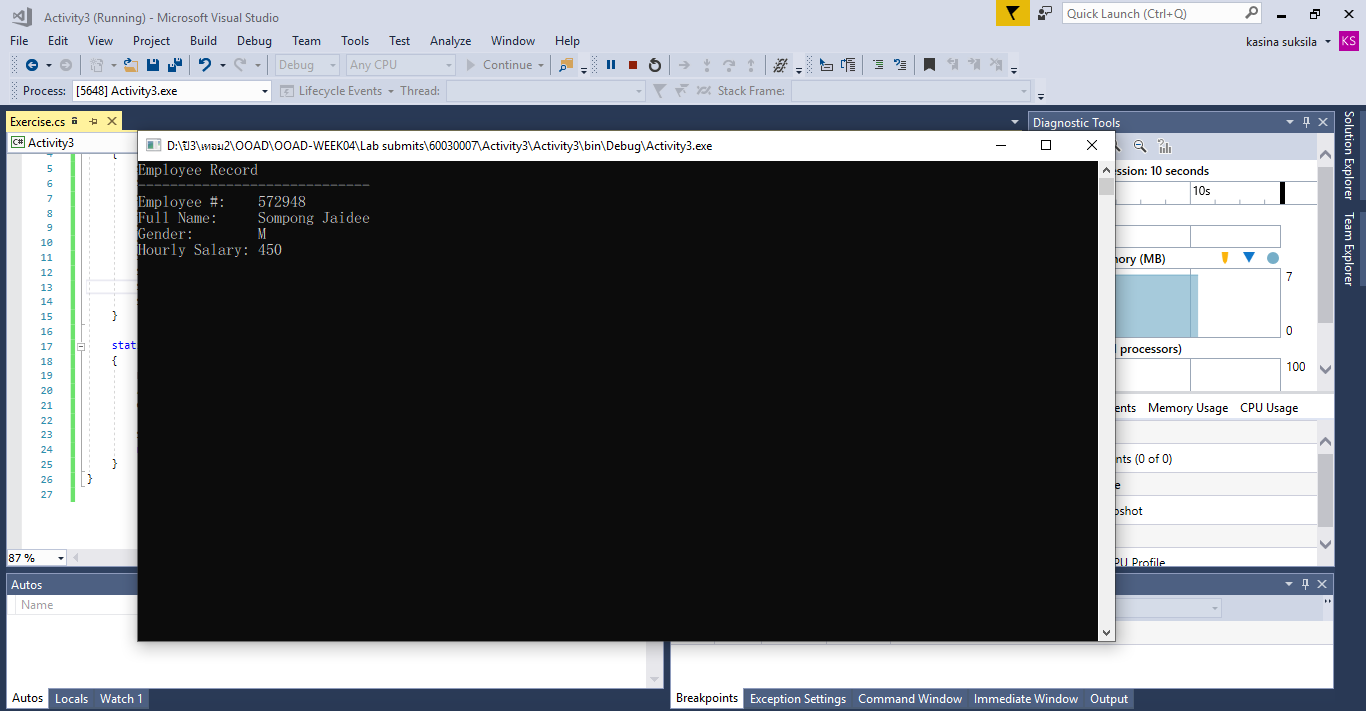 Activity3 (Running) - Microsoft Visual Studio
Quick Launch (Ctrl+Q)
File Edit View Project Build Debug Team Tools Test Analyze Window Help
kasina suksila
KS
Debug Any CPU Continue
Process: [5648] Activity3.exe Lifecycle Events Thread: Stack Frame:
Exercise.cs
Activity3
D:\ปี3\เทอม2\OOAD\OOAD-WEEK04\Lab submits\60030007\Activity3\Activity3\bin\Debug\Activity3.exe
Employee Record
-----------------------------
Employee #: 572948
Full Name: Sompong Jaidee
Gender: M
Hourly Salary: 450
5
6
7
8
9
10
11
12
13
14
15 }
16
17 stat
18 {
19
20
21
22
23
24
25 }
26 }
27
87 %
Diagnostic Tools
ssion: 10 seconds
10s
nory (MB)
7
0
l processors)
100
ents Memory Usage CPU Usage
nts (0 of 0)
e
pshot
PU Profile
Solution Explorer
Team Explorer
Autos
Name
Autos Locals Watch 1
Breakpoints Exception Settings Command Window Immediate Window Output